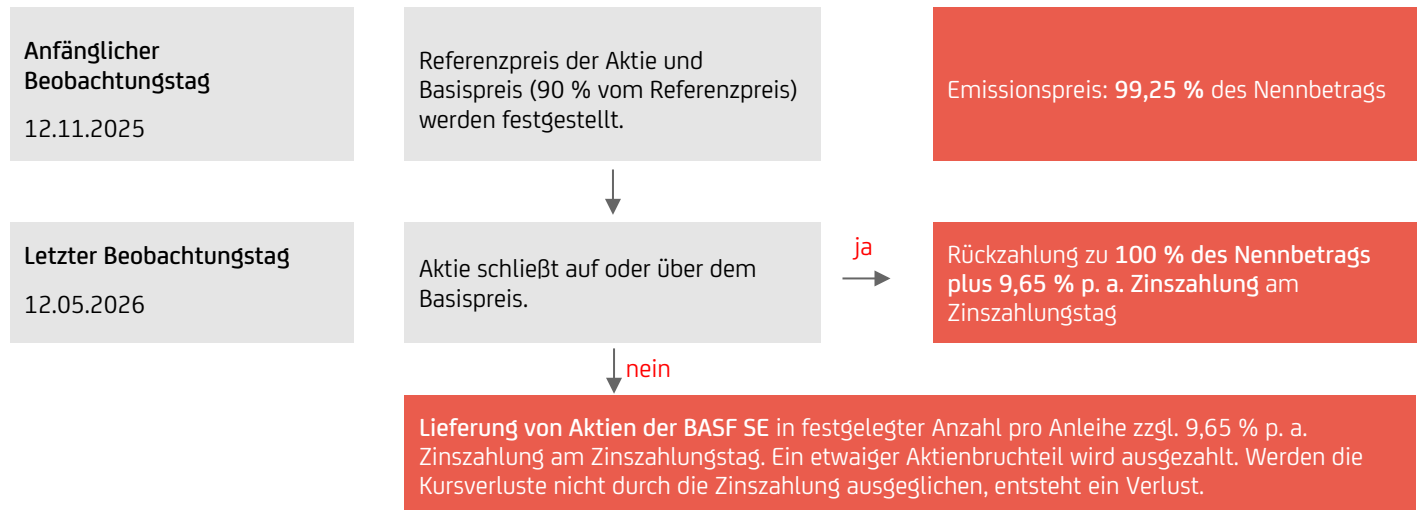 Anfänglicher
Beobachtungstag
12.11.2025
Referenzpreis der Aktie und
Basispreis (90 % vom Referenzpreis)
werden festgestellt.
Emissionspreis: 99,25 % des Nennbetrags
Letzter Beobachtungstag
12.05.2026
Aktie schließt auf oder über dem
Basispreis.
ja
Rückzahlung zu 100 % des Nennbetrags
plus 9,65 % p. a. Zinszahlung am
Zinszahlungstag
nein
Lieferung von Aktien der BASF SE in festgelegter Anzahl pro Anleihe zzgl. 9,65 % p. a.
Zinszahlung am Zinszahlungstag. Ein etwaiger Aktienbruchteil wird ausgezahlt. Werden die
Kursverluste nicht durch die Zinszahlung ausgeglichen, entsteht ein Verlust.